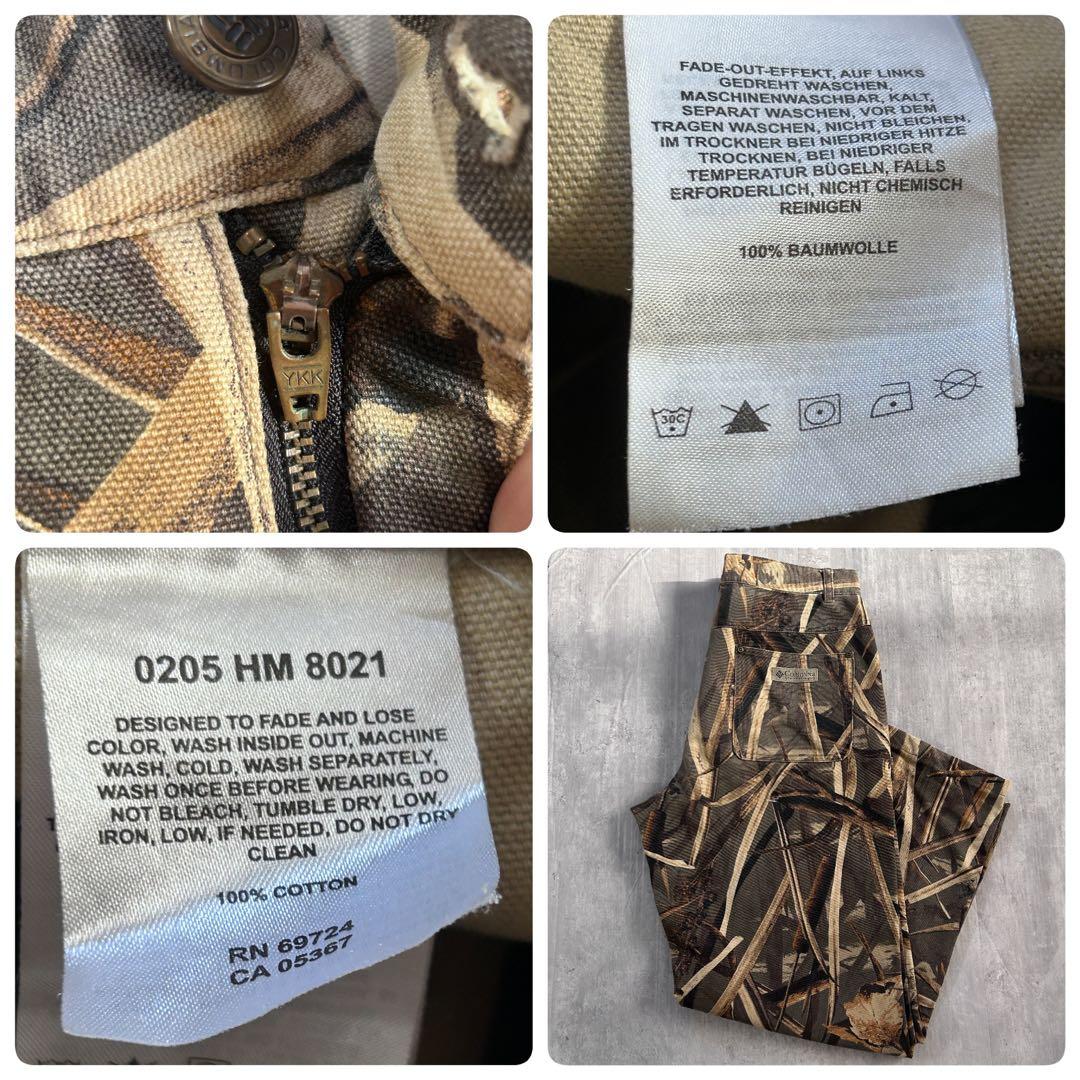 COLUMBIA
YKK
FADE-OUT-EFFEKT, AUF LINKS
GEDREHT WASCHEN,
MASCHINENWASCHBAR, KALT,
SEPARAT WASCHEN, VOR DEM
TRAGEN WASCHEN, NICHT BLEICHEN,
IM TROCKNER BEI NIEDRIGER HITZE
TROCKNEN, BEI NIEDRIGER
TEMPERATUR BÜGELN, FALLS
ERFORDERLICH, NICHT CHEMISCH
REINIGEN
100% BAUMWOLLE
30C
0205 HM 8021
DESIGNED TO FADE AND LOSE
COLOR, WASH INSIDE OUT, MACHINE
WASH, COLD, WASH SEPARATELY,
WASH ONCE BEFORE WEARING, DO
NOT BLEACH, TUMBLE DRY, LOW,
IRON, LOW, IF NEEDED, DO NOT DRY
CLEAN
100% COTTON
RN 69724
CA 05367
Columbia